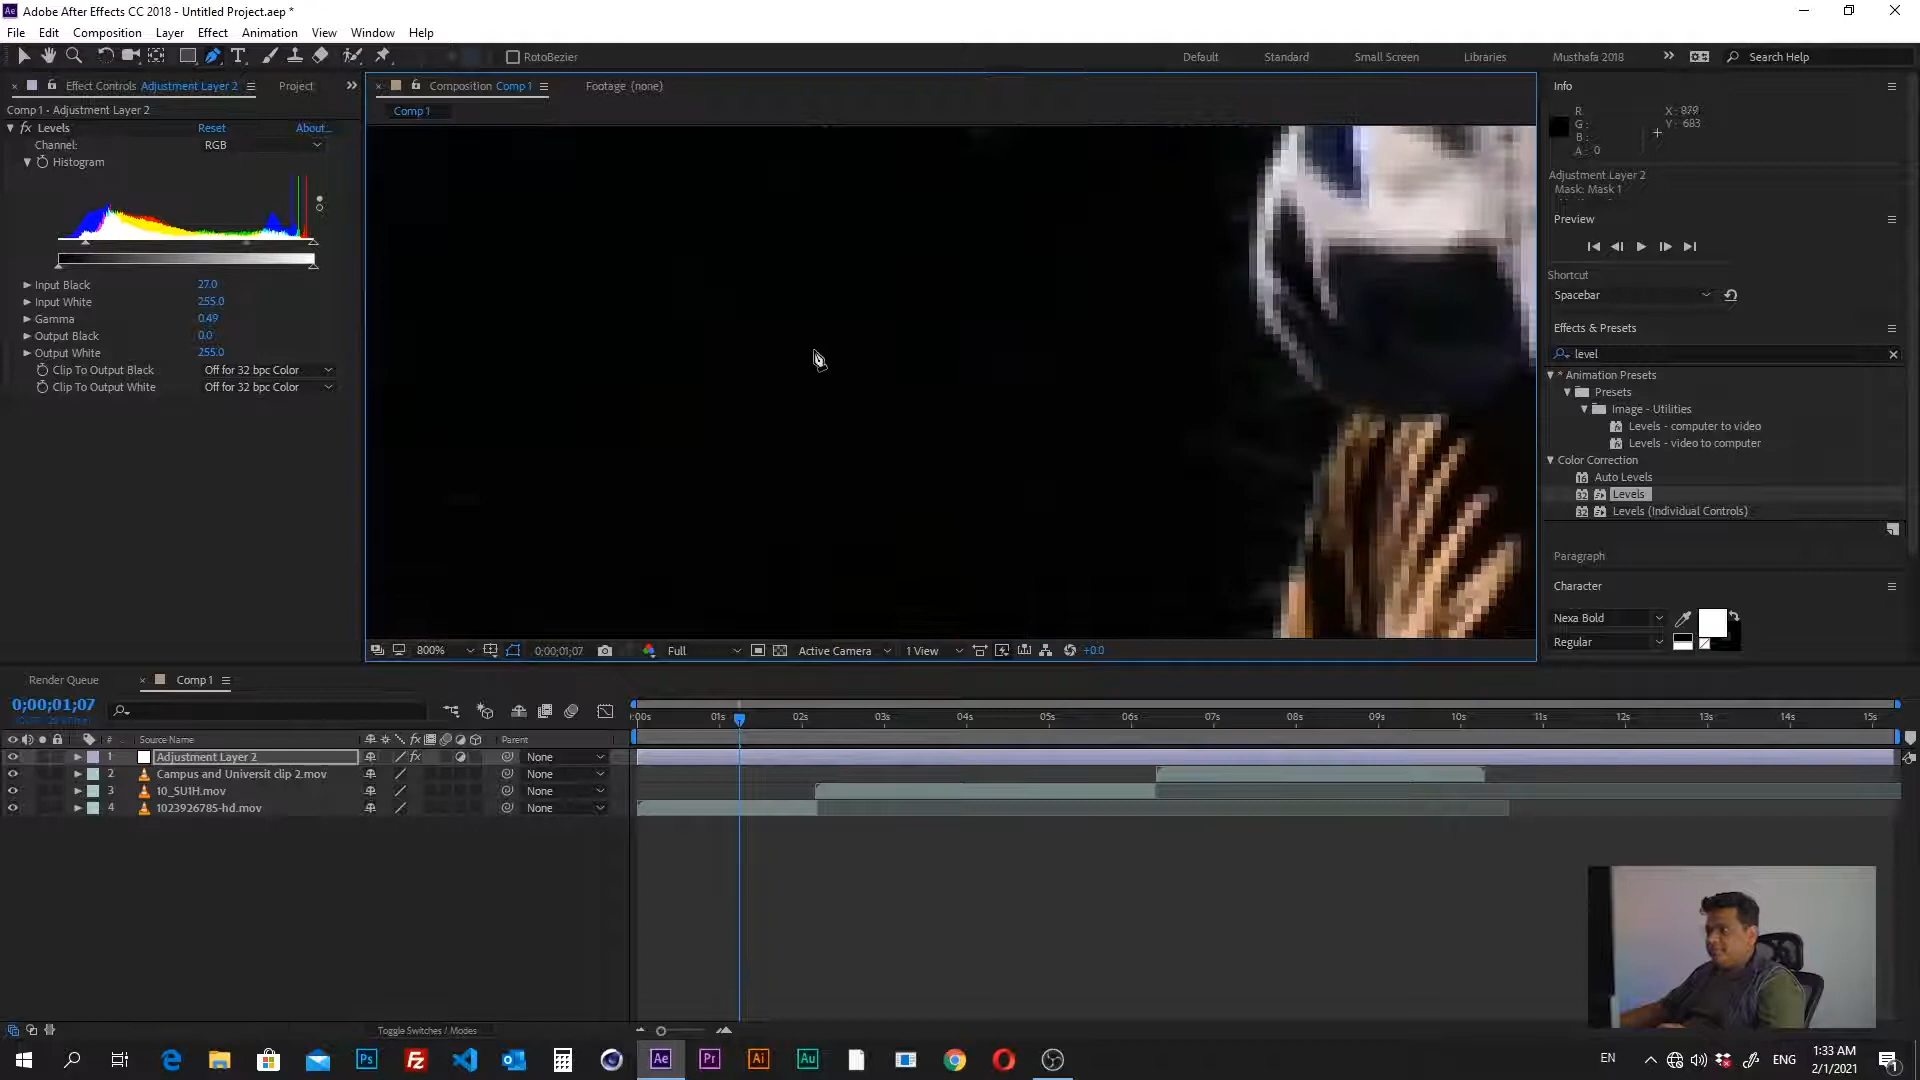 Adobe After Effects CC 2018 - Untitled Project.aep *
File Edit Composition Layer Effect Animation View Window Help
RotoBezier
Default Standard Small Screen Libraries Musthafa 2018 Search Help
Effect Controls Adjustment Layer 2 Project
Comp 1 - Adjustment Layer 2
fx Levels Reset About...
Channel: RGB
Histogram
Input Black 27.0
Input White 255.0
Gamma 0.49
Output Black 0.0
Output White 255.0
Clip To Output Black Off for 32 bpc Color
Clip To Output White Off for 32 bpc Color
Composition Comp 1 Footage (none)
Comp 1
800% 0;00;01;07 Full Active Camera 1 View +0.0
Info
R :
G :
B :
A : 0
X : 879
Y : 683
Adjustment Layer 2
Mask: Mask 1
Preview
Shortcut
Spacebar
Effects & Presets
level
* Animation Presets
Presets
Image - Utilities
Levels - computer to video
Levels - video to computer
Color Correction
Auto Levels
Levels
Levels (Individual Controls)
Paragraph
Character
Nexa Bold
Regular
Render Queue Comp 1
0;00;01;07
:00s 01s 02s 03s 04s 05s 06s 07s 08s 09s 10s 11s 12s 13s 14s 15s
# Source Name Parent
1 Adjustment Layer 2 None
2 Campus and Universit clip 2.mov None
3 10_SU1H.mov None
4 1023926785-hd.mov None
Toggle Switches / Modes
EN ENG
1:33 AM
2/1/2021